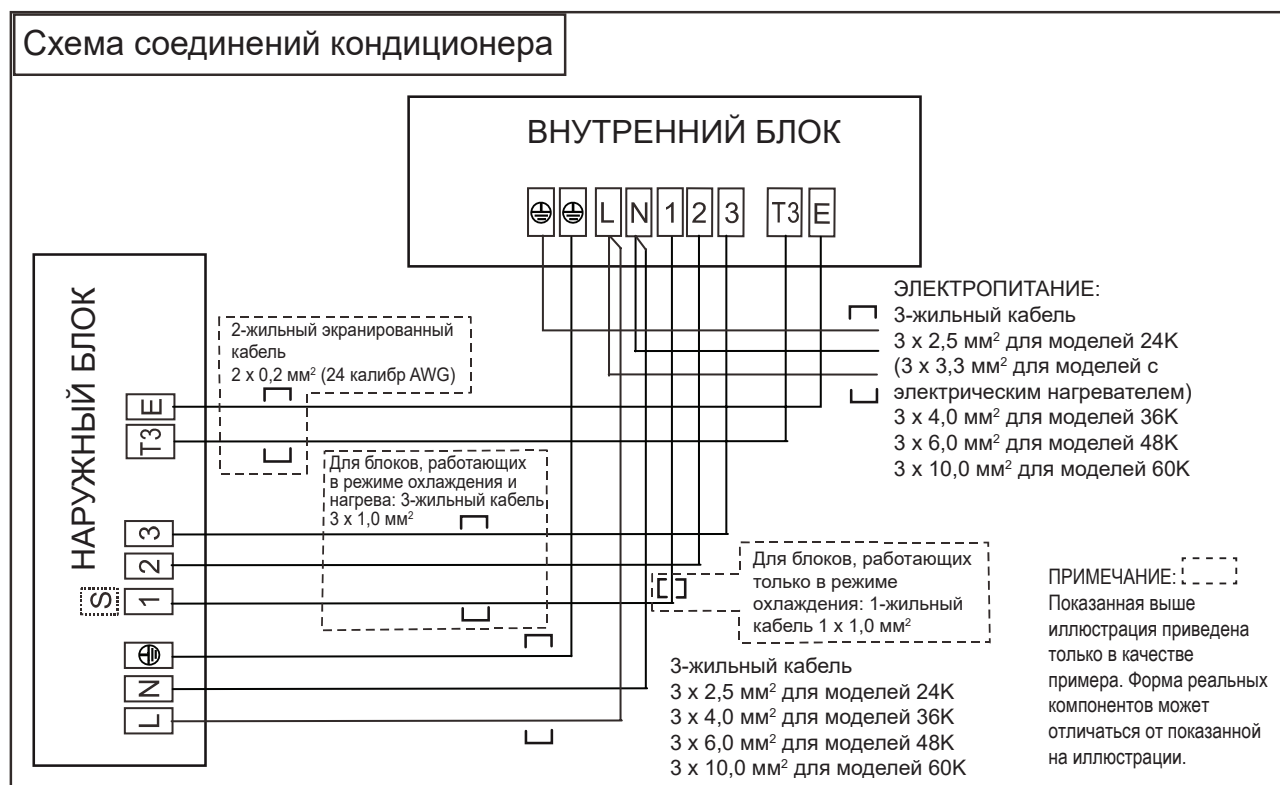 Схема соединений кондиционера
ВНУТРЕННИЙ БЛОК
L N 1 2 3 T3 E
НАРУЖНЫЙ БЛОК
E
T3
3
2
S 1
N
L
2-жильный экранированный
кабель
2 x 0,2 мм² (24 калибр AWG)
Для блоков, работающих
в режиме охлаждения и
нагрева: 3-жильный кабель
3 x 1,0 мм²
ЭЛЕКТРОПИТАНИЕ:
3-жильный кабель
3 x 2,5 мм² для моделей 24K
(3 x 3,3 мм² для моделей с
электрическим нагревателем)
3 x 4,0 мм² для моделей 36K
3 x 6,0 мм² для моделей 48K
3 x 10,0 мм² для моделей 60K
Для блоков, работающих
только в режиме
охлаждения: 1-жильный
кабель 1 x 1,0 мм²
3-жильный кабель
3 x 2,5 мм² для моделей 24K
3 x 4,0 мм² для моделей 36K
3 x 6,0 мм² для моделей 48K
3 x 10,0 мм² для моделей 60K
ПРИМЕЧАНИЕ:
Показанная выше
иллюстрация приведена
только в качестве
примера. Форма реальных
компонентов может
отличаться от показанной
на иллюстрации.